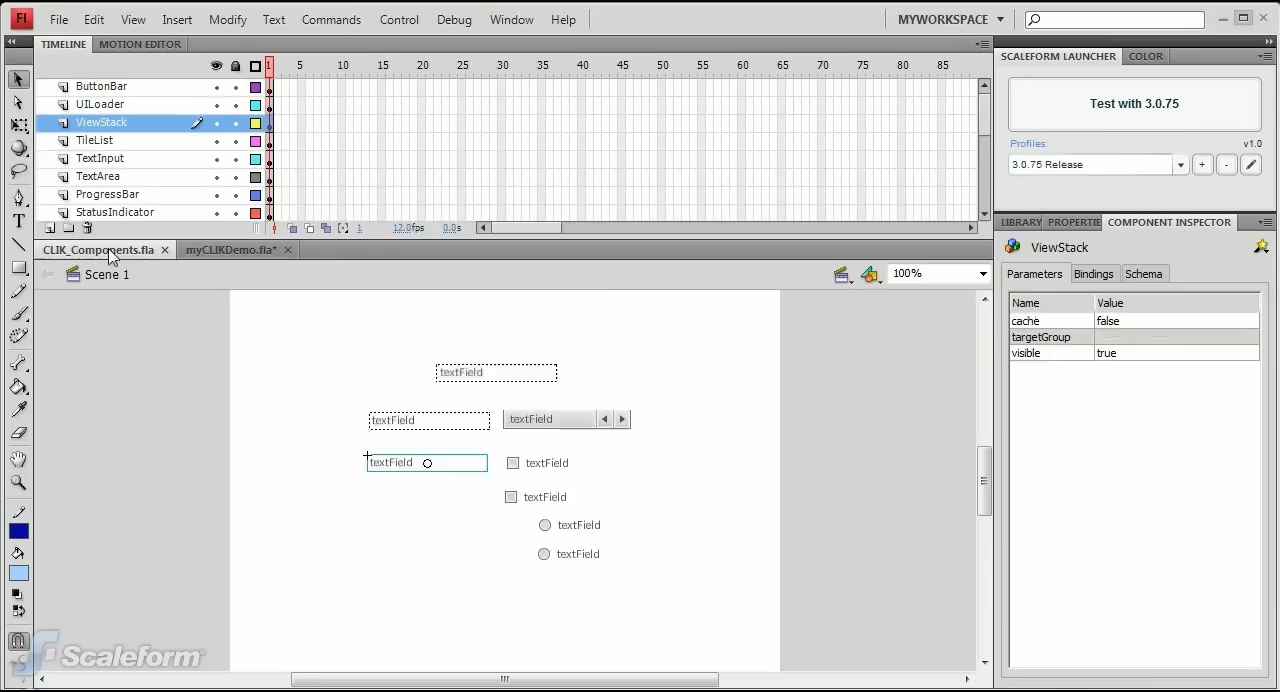 Fl File Edit View Insert Modify Text Commands Control Debug Window Help MYWORKSPACE
TIMELINE MOTION EDITOR
1 5 10 15 20 25 30 35 40 45 50 55 60 65 70 75 80 85
ButtonBar
UILoader
ViewStack
TileList
TextInput
TextArea
ProgressBar
StatusIndicator
1 12.0fps 0.0s
CLIK_Components.fla myCLIKDemo.fla*
Scene 1 100%
textField
textField textField
textField textField
textField
textField
textField
Scaleform
SCALEFORM LAUNCHER COLOR
Test with 3.0.75
Profiles: v1.0
3.0.75 Release + -
LIBRARY PROPERTIE COMPONENT INSPECTOR
ViewStack
Parameters Bindings Schema
Name Value
cache false
targetGroup
visible true
T